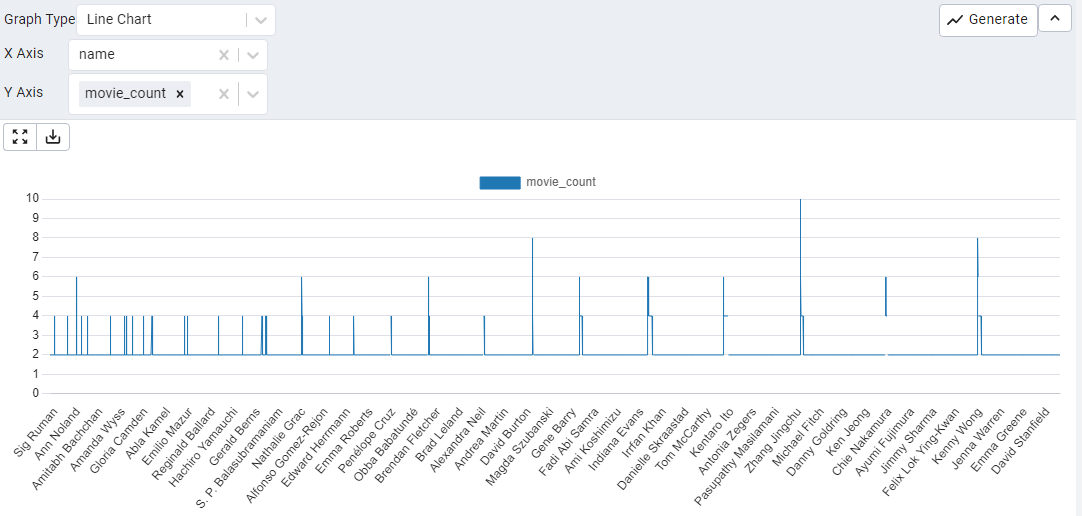 Graph Type Line Chart Generate
X Axis name
Y Axis movie_count
movie_count
10
9
8
7
6
5
4
3
2
1
0
Sig Ruman
Ann Noland
Amitabh Bachchan
Amanda Wyss
Gloria Camden
Abla Kamel
Emilio Mazur
Reginald Ballard
Hachiro Yamauchi
Gerald Berns
S. P. Balasubramaniam
Nathalie Grac
Alfonso Gomez-Rejon
Edward Herrmann
Emma Roberts
Penélope Cruz
Obba Babatundé
Brendan Fletcher
Brad Leland
Alexandra Neil
Andrea Martin
David Burton
Magda Szubanski
Gene Barry
Fadi Abi Samra
Ami Koshimizu
Indiana Evans
Irrfan Khan
Danielle Skraastad
Tom McCarthy
Kentaro Ito
Antonia Zegers
Pasupathy Masilamani
Zhang Jingchu
Michael Fitch
Danny Goldring
Ken Jeong
Chie Nakamura
Ayumi Fujimura
Jimmy Sharma
Felix Lok Ying-Kwan
Kenny Wong
Jenna Warren
Emma Greene
David Stanfield